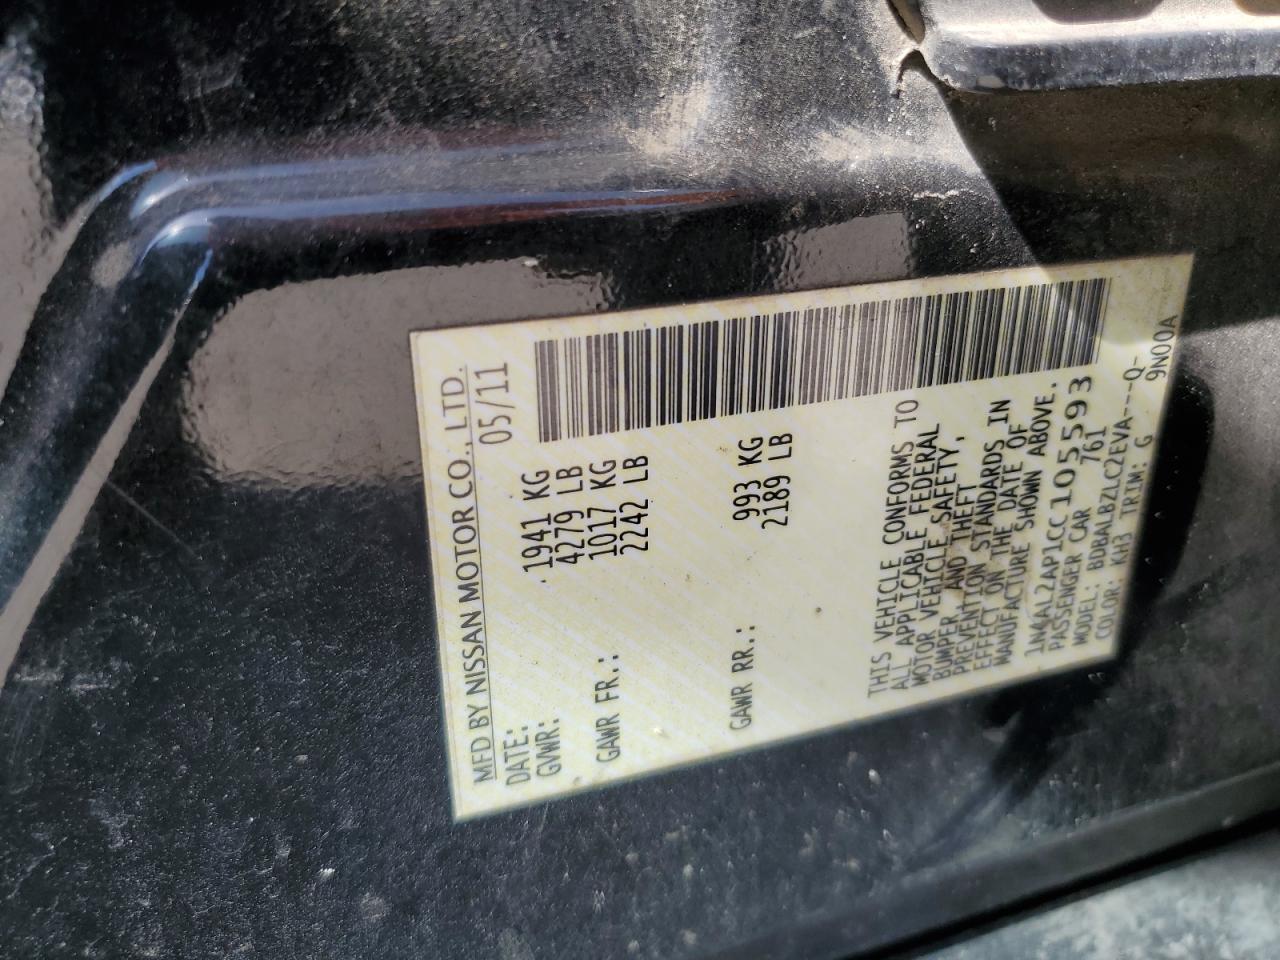 MFD BY NISSAN MOTOR CO., LTD.
DATE: 05/11
GVWR: 1941 KG
4279 LB
GAWR FR.: 1017 KG
2242 LB
GAWR RR.: 993 KG
2189 LB
THIS VEHICLE CONFORMS TO
ALL APPLICABLE FEDERAL
MOTOR VEHICLE SAFETY,
BUMPER AND THEFT
PREVENTION STANDARDS IN
EFFECT ON THE DATE OF
MANUFACTURE SHOWN ABOVE.
1N4AL2AP1CC105593
PASSENGER CAR 761
MODEL: BDBALBZLC2EVA----Q-
COLOR: KH3 TRIM: G 9N00A